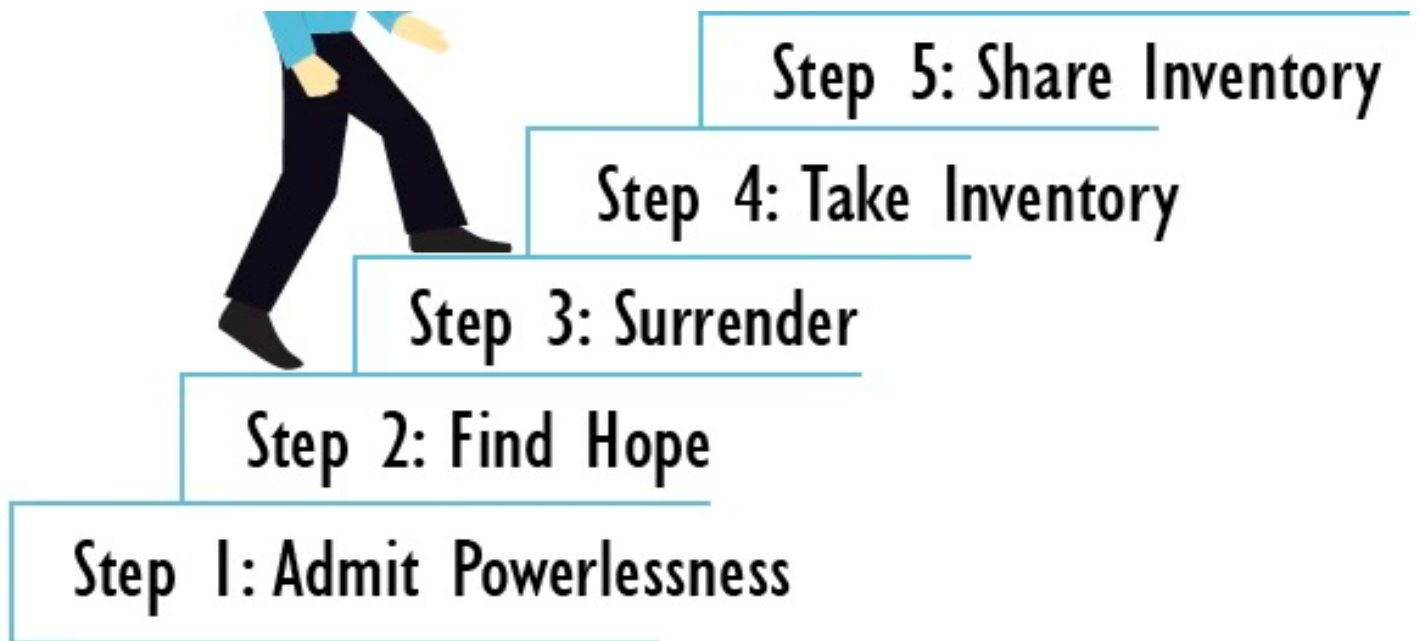 Step 5: Share Inventory
Step 4: Take Inventory
Step 3: Surrender
Step 2: Find Hope
Step 1: Admit Powerlessness